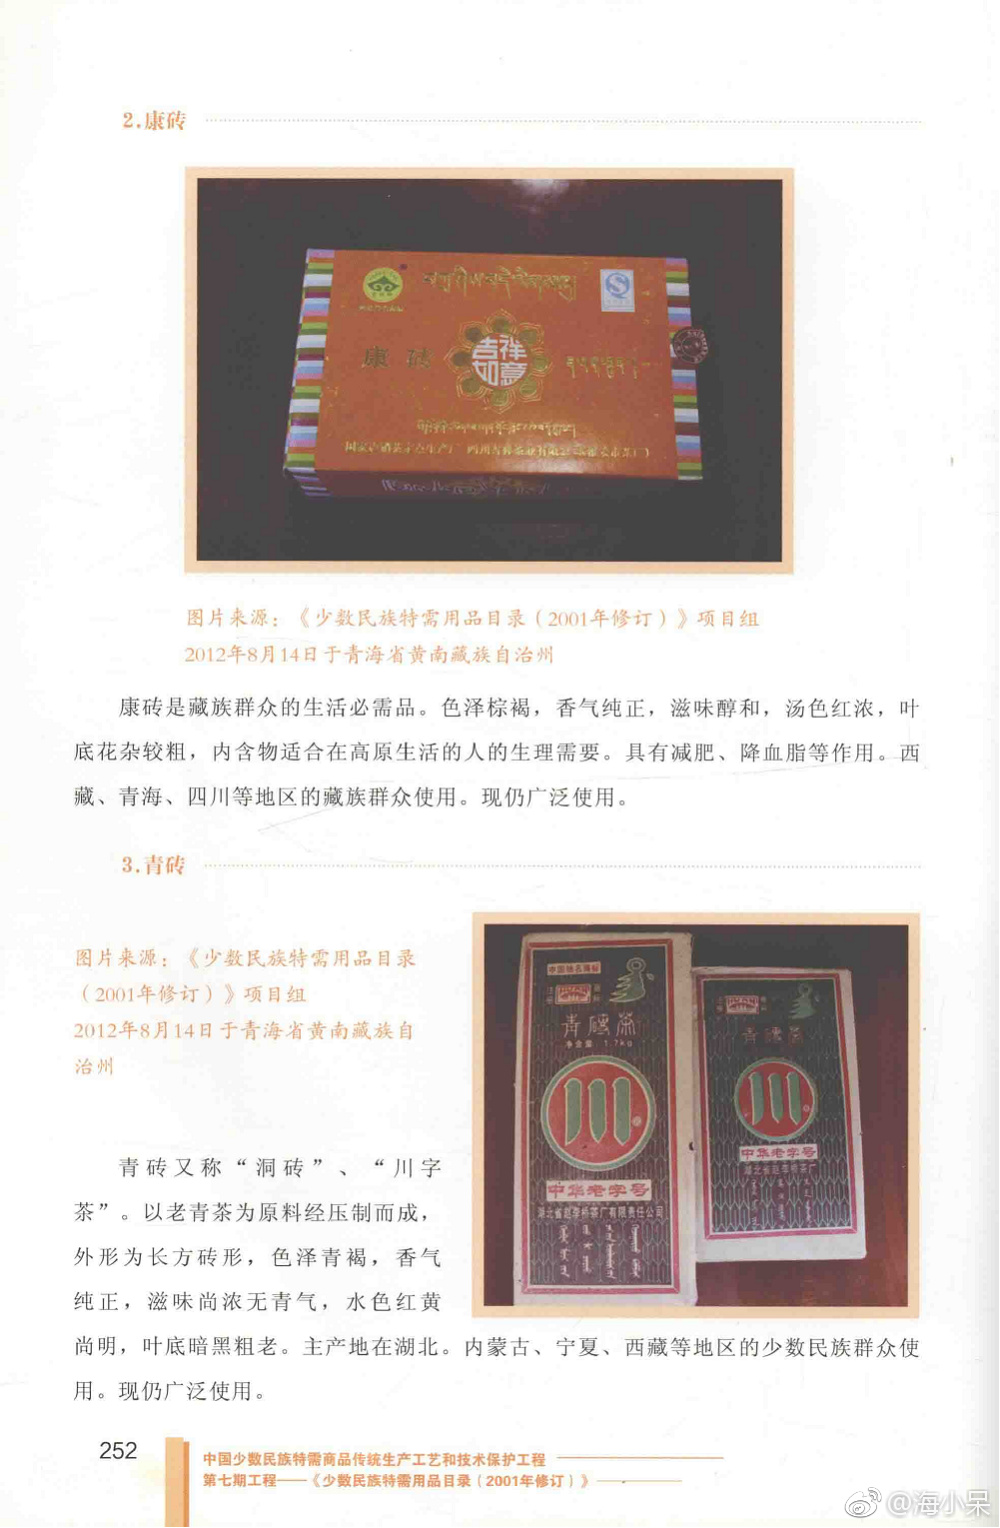 2.康砖
康砖
吉祥
如意
图片来源：《少数民族特需用品目录（2001年修订）》项目组
2012年8月14日于青海省黄南藏族自治州
康砖是藏族群众的生活必需品。色泽棕褐，香气纯正，滋味醇和，汤色红浓，叶
底花杂较粗，内含物适合在高原生活的人的生理需要。具有减肥、降血脂等作用。西
藏、青海、四川等地区的藏族群众使用。现仍广泛使用。
3.青砖
图片来源：《少数民族特需用品目录
（2001年修订）》项目组
2012年8月14日于青海省黄南藏族自
治州
青砖茶
净含量 1.7kg
川
中华老字号
湖北省赵李桥茶厂有限责任公司
青砖茶
川
中华老字号
湖北省赵李桥茶厂
青砖又称“洞砖”、“川字
茶”。以老青茶为原料经压制而成，
外形为长方砖形，色泽青褐，香气
纯正，滋味尚浓无青气，水色红黄
尚明，叶底暗黑粗老。主产地在湖北。内蒙古、宁夏、西藏等地区的少数民族群众使
用。现仍广泛使用。
252
中国少数民族特需商品传统生产工艺和技术保护工程
第七期工程——《少数民族特需用品目录（2001年修订）》
@海小呆